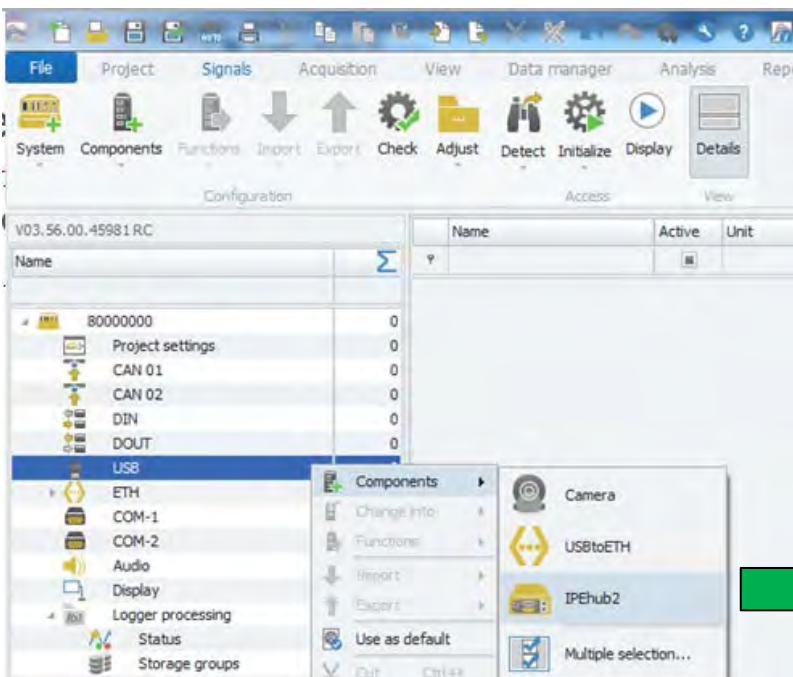 File Project Signals Acquisition View Data manager Analysis Rep
System Components Functions Import Export Check Adjust Detect Initialize Display Details
Configuration Access View
V03.56.00.45981 RC
Name Active Unit
Name Σ
80000000 0
Project settings 0
CAN 01 0
CAN 02 0
DIN 0
DOUT 0
USB
ETH
COM-1
COM-2
Audio
Display
Logger processing
Status
Storage groups
Components
Change into
Functions
Import
Export
Use as default
Cut Ctrl+X
Camera
USBtoETH
IPEhub2
Multiple selection...